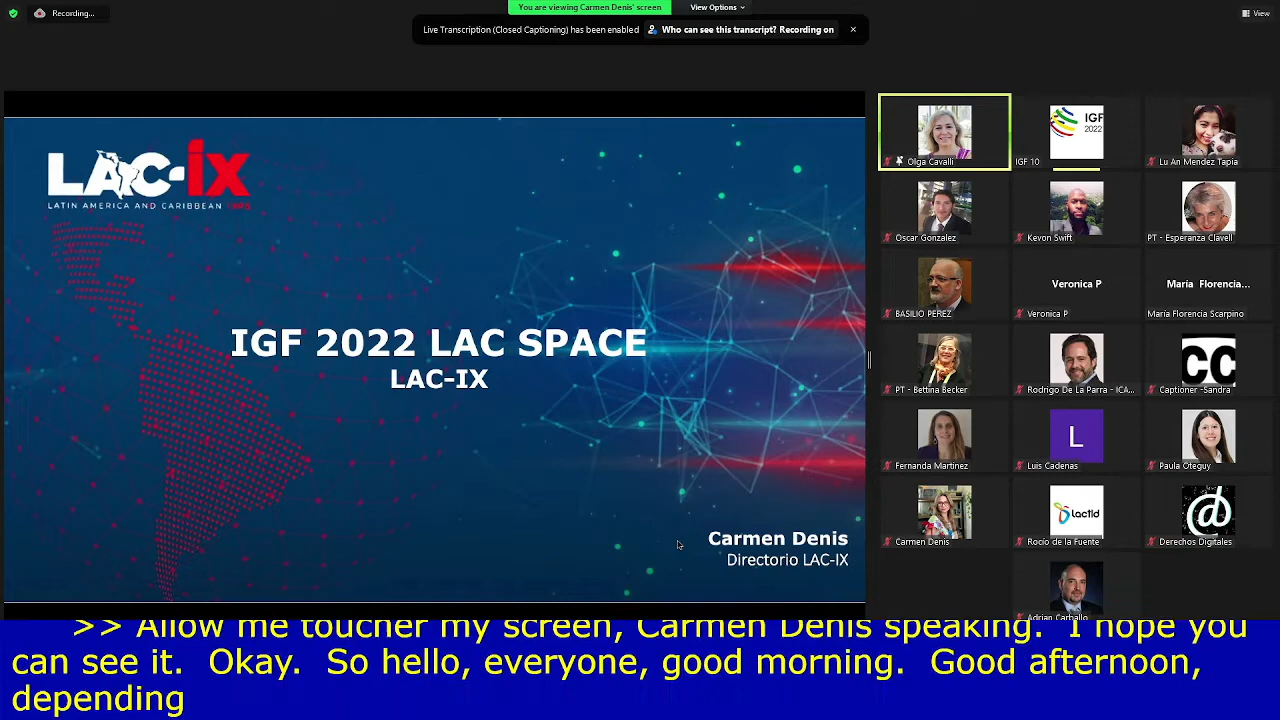 Recording...
You are viewing Carmen Denis' screen
View Options
View
Live Transcription (Closed Captioning) has been enabled
Who can see this transcript? Recording on
LAC-IX
LATIN AMERICA AND CARIBBEAN IXPS
IGF 2022 LAC SPACE
LAC-IX
Carmen Denis
Directorio LAC-IX
Olga Cavalli
IGF
2022
IGF 10
Lu An Mendez Tapia
Oscar Gonzalez
Kevon Swift
PT - Esperanza Clavell
BASILIO PEREZ
Veronica P
Veronica P
María Florencia...
María Florencia Scarpino
PT - Bettina Becker
Rodrigo De La Parra - ICA...
CC
Captioner -Sandra
Fernanda Martinez
L
Luis Cadenas
Paula Oteguy
Carmen Denis
Lactld
Rocío de la Fuente
@
Derechos Digitales
Adrian Carballo
>> Allow me toucher my screen, Carmen Denis speaking. I hope you
can see it. Okay. So hello, everyone, good morning. Good afternoon,
depending